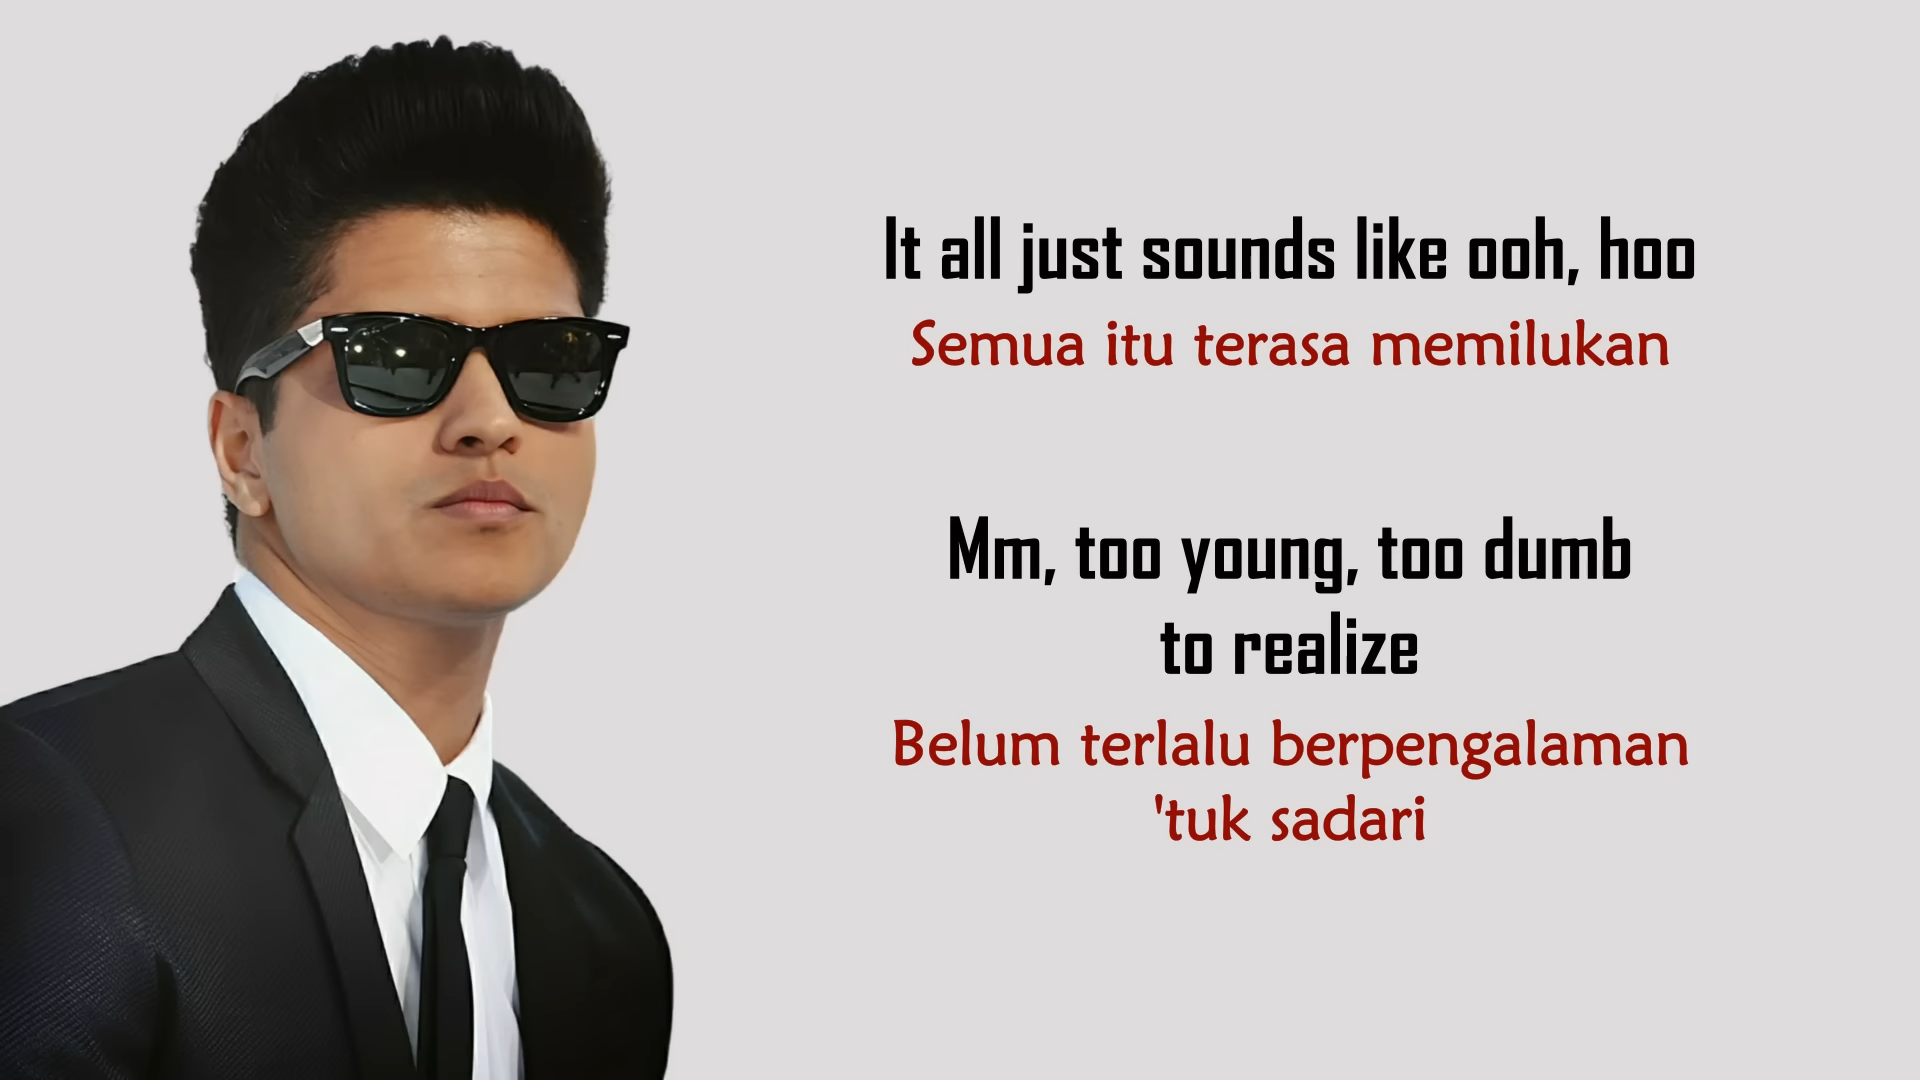 It all just sounds like ooh, hoo
Semua itu terasa memilukan
Mm, too young, too dumb
to realize
Belum terlalu berpengalaman
'tuk sadari